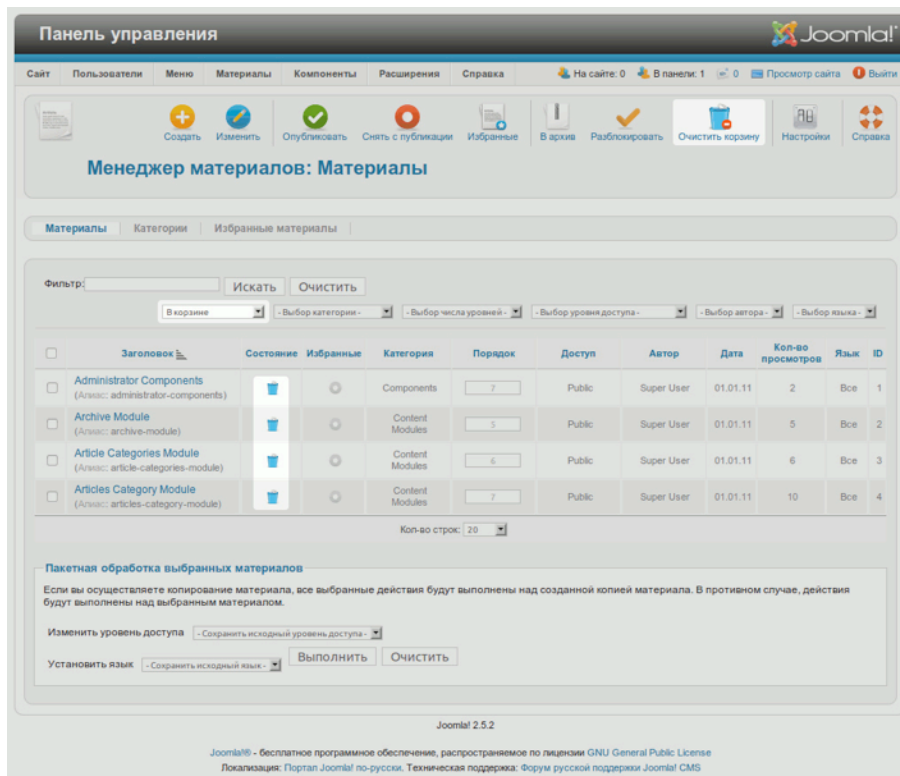 Панель управления
Joomla!
Сайт Пользователи Меню Материалы Компоненты Расширения Справка На сайте: 0 В панели: 1 0 Просмотр сайта Выйти
Создать Изменить Опубликовать Снять с публикации Избранные В архив Разблокировать Очистить корзину Настройки Справка
Менеджер материалов: Материалы
Материалы Категории Избранные материалы
Фильтр: Искать Очистить
В корзине - Выбор категории - - Выбор числа уровней - - Выбор уровня доступа - - Выбор автора - - Выбор языка -
Заголовок Состояние Избранные Категория Порядок Доступ Автор Дата Кол-во просмотров Язык ID
Administrator Components Components 7 Public Super User 01.01.11 2 Все 1
(Алиас: administrator-components)
Archive Module Content Modules 5 Public Super User 01.01.11 5 Все 2
(Алиас: archive-module)
Article Categories Module Content Modules 6 Public Super User 01.01.11 6 Все 3
(Алиас: article-categories-module)
Articles Category Module Content Modules 7 Public Super User 01.01.11 10 Все 4
(Алиас: articles-category-module)
Кол-во строк: 20
Пакетная обработка выбранных материалов
Если вы осуществляете копирование материала, все выбранные действия будут выполнены над созданной копией материала. В противном случае, действия
будут выполнены над выбранным материалом.
Изменить уровень доступа - Сохранить исходный уровень доступа -
Установить язык - Сохранить исходный язык - Выполнить Очистить
Joomla! 2.5.2
Joomla!® - бесплатное программное обеспечение, распространяемое по лицензии GNU General Public License
Локализация: Портал Joomla! по-русски. Техническая поддержка: Форум русской поддержки Joomla! CMS